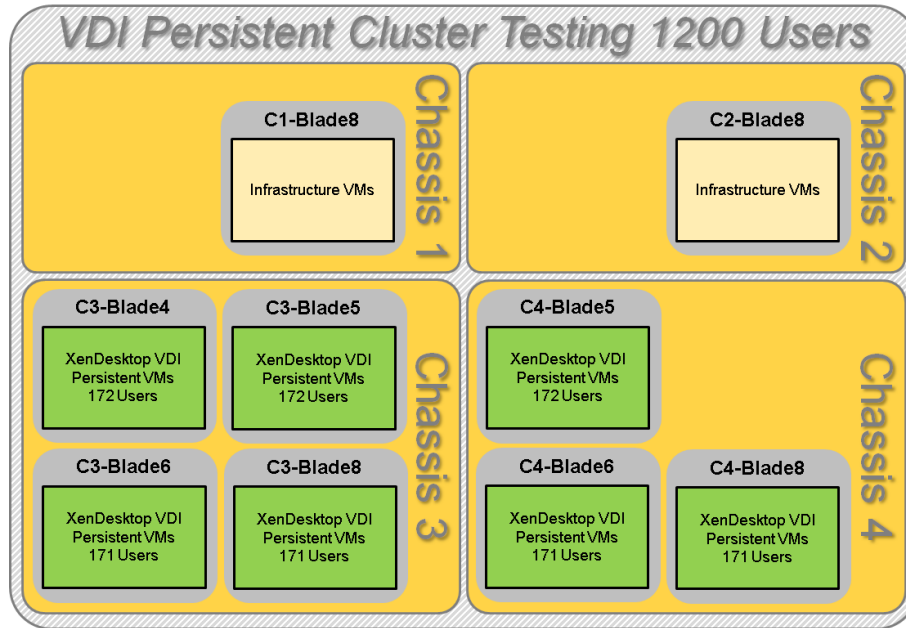 VDI Persistent Cluster Testing 1200 Users
Chassis 1
C1-Blade8
Infrastructure VMs
Chassis 2
C2-Blade8
Infrastructure VMs
Chassis 3
C3-Blade4
XenDesktop VDI
Persistent VMs
172 Users
C3-Blade5
XenDesktop VDI
Persistent VMs
172 Users
C3-Blade6
XenDesktop VDI
Persistent VMs
171 Users
C3-Blade8
XenDesktop VDI
Persistent VMs
171 Users
Chassis 4
C4-Blade5
XenDesktop VDI
Persistent VMs
172 Users
C4-Blade6
XenDesktop VDI
Persistent VMs
171 Users
C4-Blade8
XenDesktop VDI
Persistent VMs
171 Users